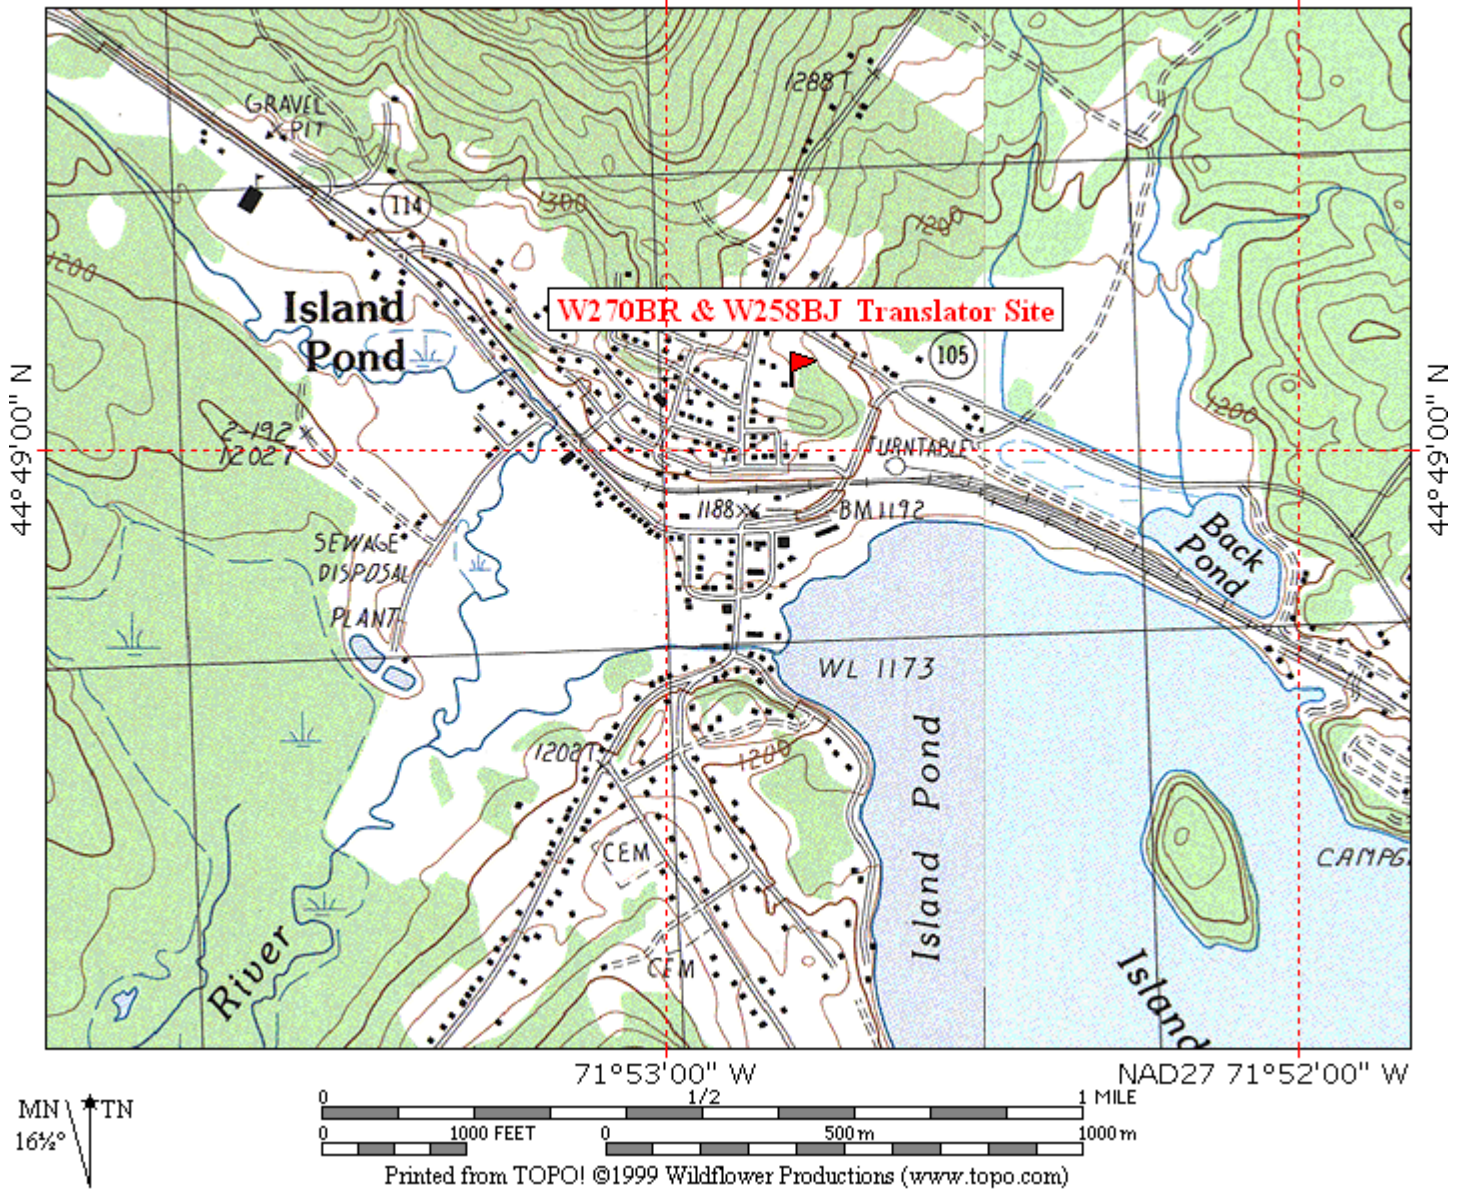 1288 T
GRAVEL
PIT
114
1300
1200
1200
Island
Pond
W270BR & W258BJ Translator Site
105
1200
2-192
1202 T
TURNTABLE
44°49'00" N
44°49'00" N
1188
BM 1192
Back
Pond
SEWAGE
DISPOSAL
PLANT
WL 1173
1202 T
1200
Island Pond
CEM
CAMPG
CEM
River
Island
71°53'00" W
NAD27 71°52'00" W
MN TN
16½°
0 1/2 1 MILE
0 1000 FEET 0 500 m 1000 m
Printed from TOPO! ©1999 Wildflower Productions (www.topo.com)